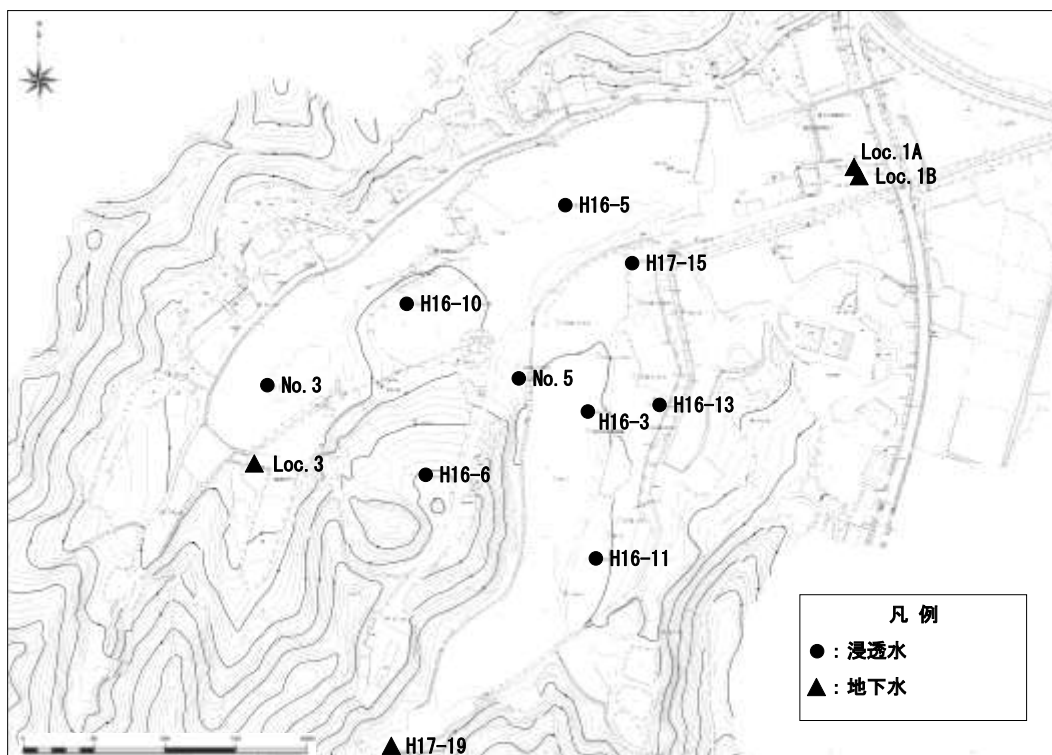 Loc. 1A
Loc. 1B
H16-5
H17-15
H16-10
No. 3
No. 5
H16-3
H16-13
Loc. 3
H16-6
H16-11
H17-19
凡 例
● : 浸透水
▲ : 地下水